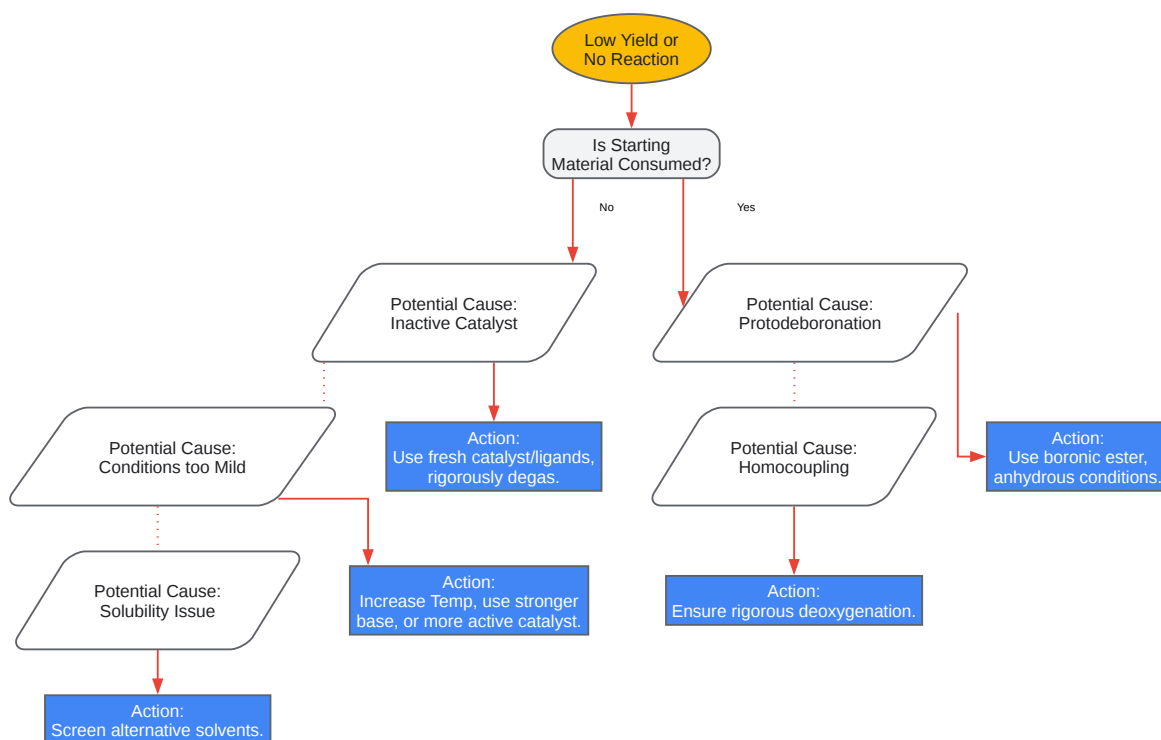 Low Yield or
No Reaction
Is Starting
Material Consumed?
No
Yes
Potential Cause:
Inactive Catalyst
Potential Cause:
Protodeboronation
Potential Cause:
Conditions too Mild
Action:
Use fresh catalyst/ligands,
rigorously degas.
Potential Cause:
Homocoupling
Action:
Use boronic ester,
anhydrous conditions.
Potential Cause:
Solubility Issue
Action:
Increase Temp, use stronger
base, or more active catalyst.
Action:
Ensure rigorous deoxygenation.
Action:
Screen alternative solvents.